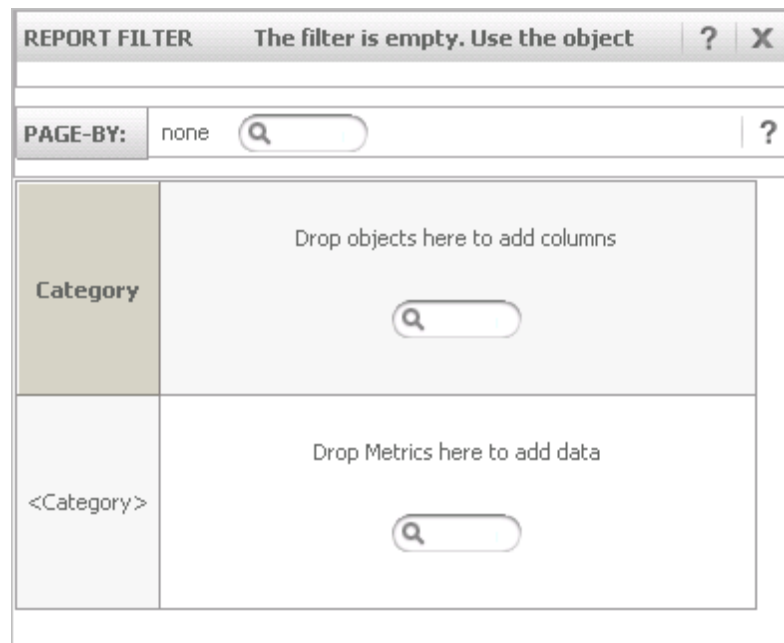 REPORT FILTER The filter is empty. Use the object ? X
PAGE-BY: none ?
Drop objects here to add columns
Category
Drop Metrics here to add data
<Category>